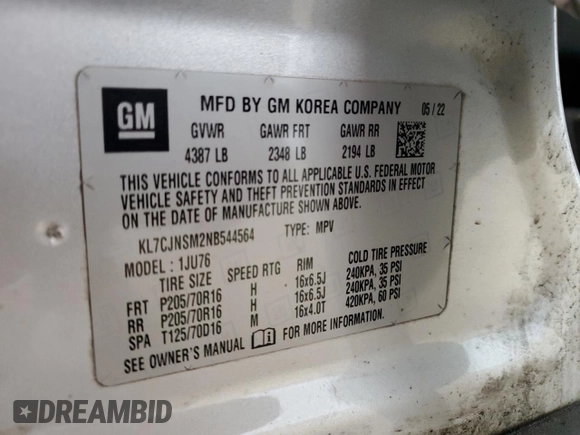 GM
MFD BY GM KOREA COMPANY 05 / 22
GVWR GAWR FRT GAWR RR
4387 LB 2348 LB 2194 LB
THIS VEHICLE CONFORMS TO ALL APPLICABLE U.S. FEDERAL MOTOR
VEHICLE SAFETY AND THEFT PREVENTION STANDARDS IN EFFECT
ON THE DATE OF MANUFACTURE SHOWN ABOVE.
KL7CJNSM2NB544564 TYPE: MPV
MODEL : 1JU76
TIRE SIZE SPEED RTG RIM COLD TIRE PRESSURE
FRT P205/70R16 H 16x6.5J 240KPA, 35 PSI
RR P205/70R16 H 16x6.5J 240KPA, 35 PSI
SPA T125/70D16 M 16x4.0T 420KPA, 60 PSI
SEE OWNER'S MANUAL FOR MORE INFORMATION.
DREAMBID